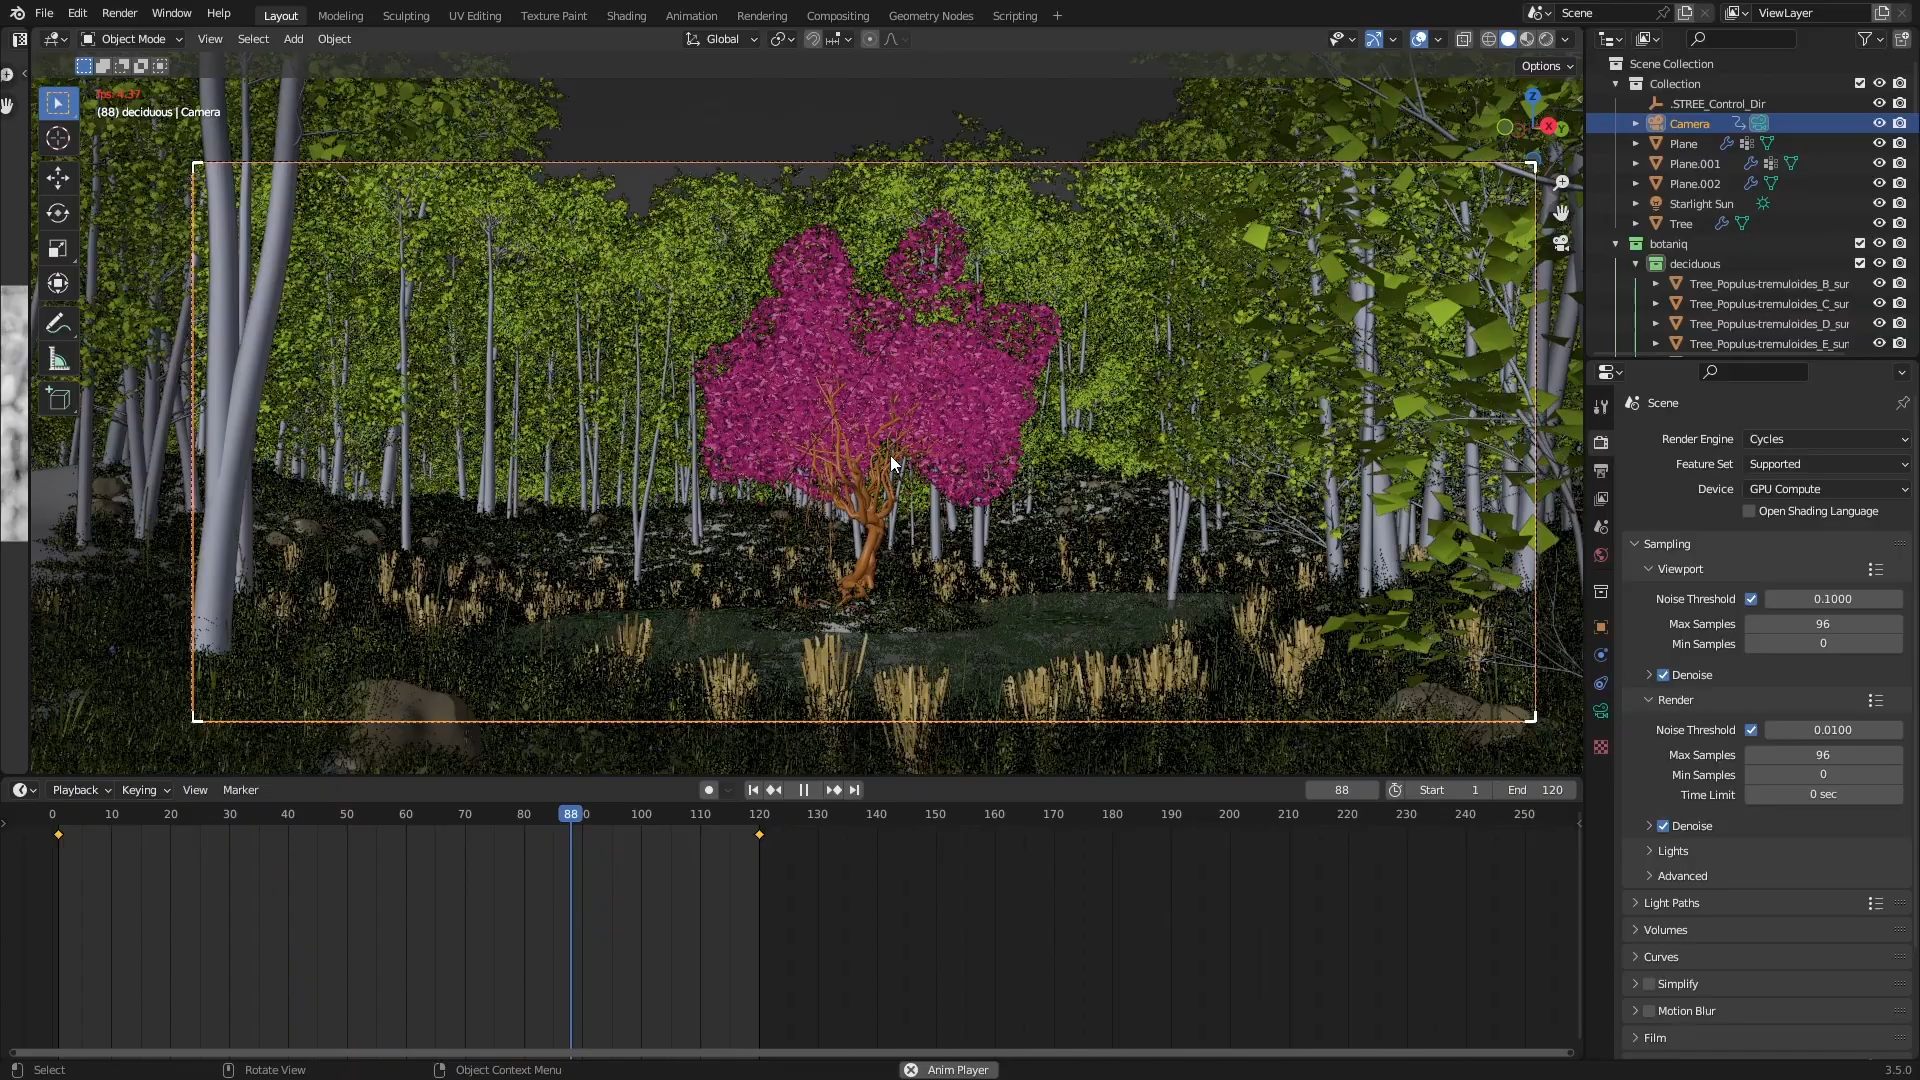 File Edit Render Window Help
Layout Modeling Sculpting UV Editing Texture Paint Shading Animation Rendering Compositing Geometry Nodes Scripting +
Scene
ViewLayer
Object Mode View Select Add Object
Global
Options
(88) deciduous | Camera
Z
X
Y
Scene Collection
Collection
.STREE_Control_Dir
Camera
Plane
Plane.001
Plane.002
Starlight Sun
Tree
botaniq
deciduous
Tree_Populus-tremuloides_B_sur
Tree_Populus-tremuloides_C_sur
Tree_Populus-tremuloides_D_sur
Tree_Populus-tremuloides_E_sur
Scene
Render Engine Cycles
Feature Set Supported
Device GPU Compute
Open Shading Language
Sampling
Viewport
Noise Threshold 0.1000
Max Samples 96
Min Samples 0
Denoise
Render
Noise Threshold 0.0100
Max Samples 96
Min Samples 0
Time Limit 0 sec
Denoise
Lights
Advanced
Light Paths
Volumes
Curves
Simplify
Motion Blur
Film
Playback Keying View Marker
88
Start 1
End 120
0 10 20 30 40 50 60 70 80 88 0 100 110 120 130 140 150 160 170 180 190 200 210 220 230 240 250
Select
Rotate View
Object Context Menu
Anim Player
3.5.0